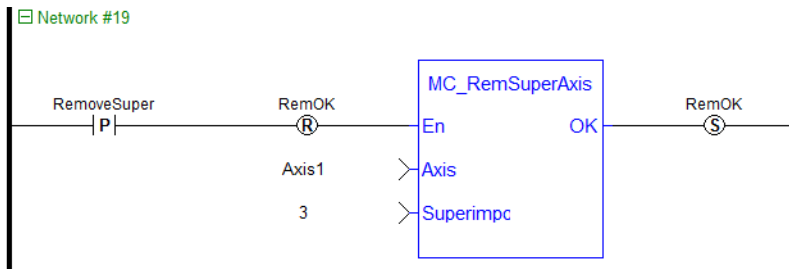 Network #19
MC_RemSuperAxis
RemoveSuper RemOK RemOK
P R En OK S
Axis1 Axis
3 Superimpc